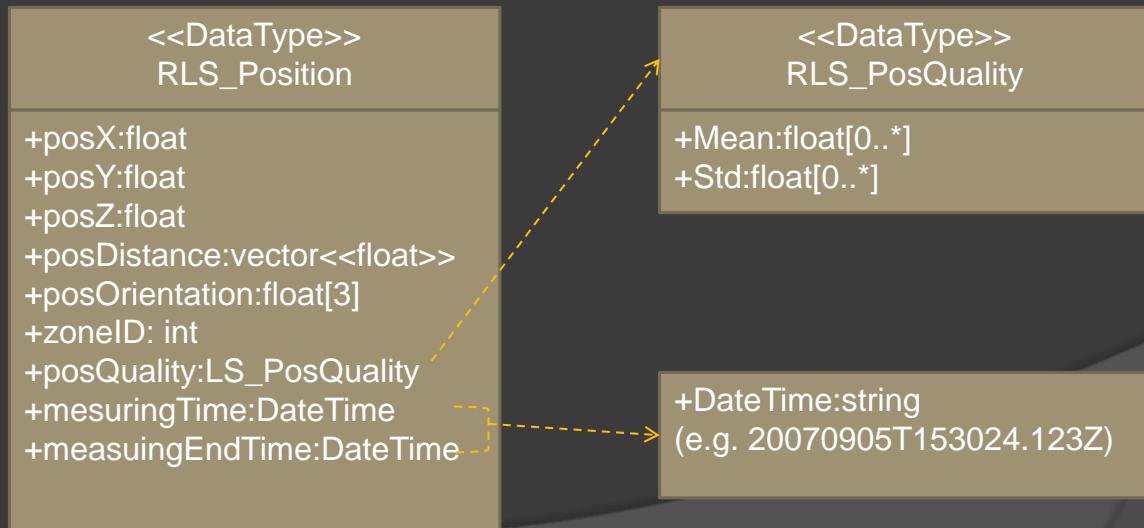 <<DataType>>
RLS_Position
+posX:float
+posY:float
+posZ:float
+posDistance:vector<<float>>
+posOrientation:float[3]
+zoneID: int
+posQuality:LS_PosQuality
+mesuringTime:DateTime
+measuingEndTime:DateTime
<<DataType>>
RLS_PosQuality
+Mean:float[0..*]
+Std:float[0..*]
+DateTime:string
(e.g. 20070905T153024.123Z)